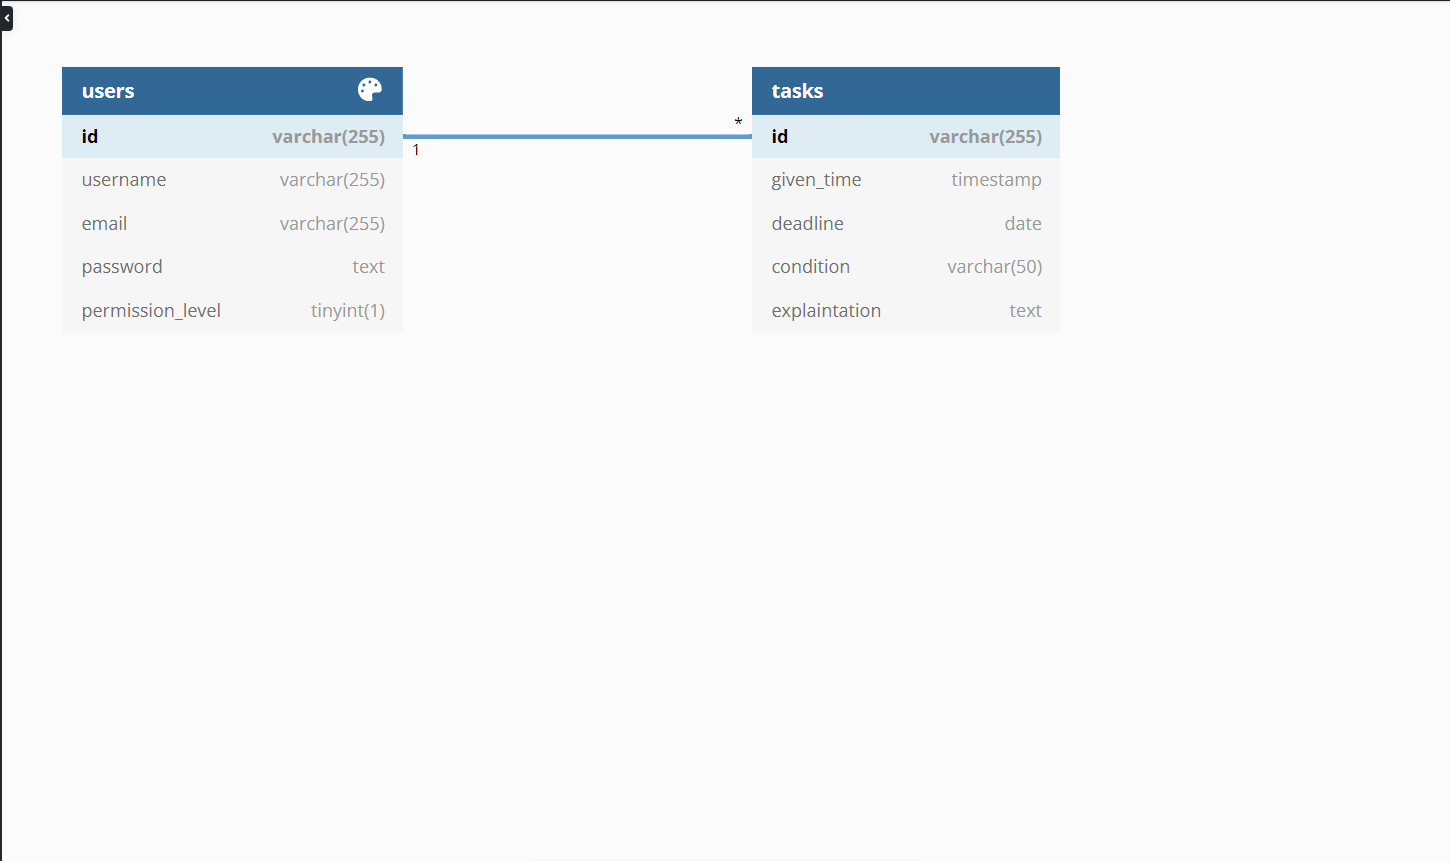 users
id varchar(255)
username varchar(255)
email varchar(255)
password text
permission_level tinyint(1)
1
*
tasks
id varchar(255)
given_time timestamp
deadline date
condition varchar(50)
explaintation text